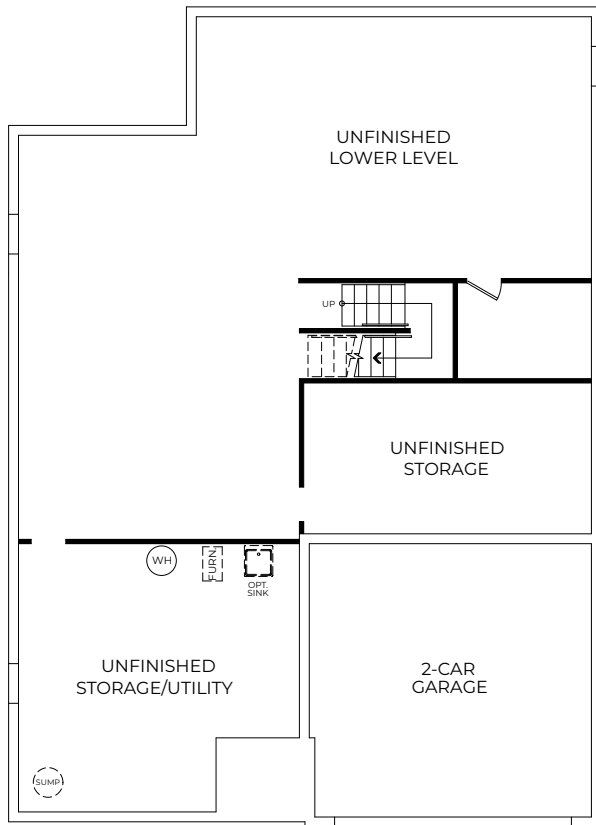 UNFINISHED
LOWER LEVEL
UP
UNFINISHED
STORAGE
WH
FURN
OPT.
SINK
UNFINISHED
STORAGE/UTILITY
2-CAR
GARAGE
SUMP